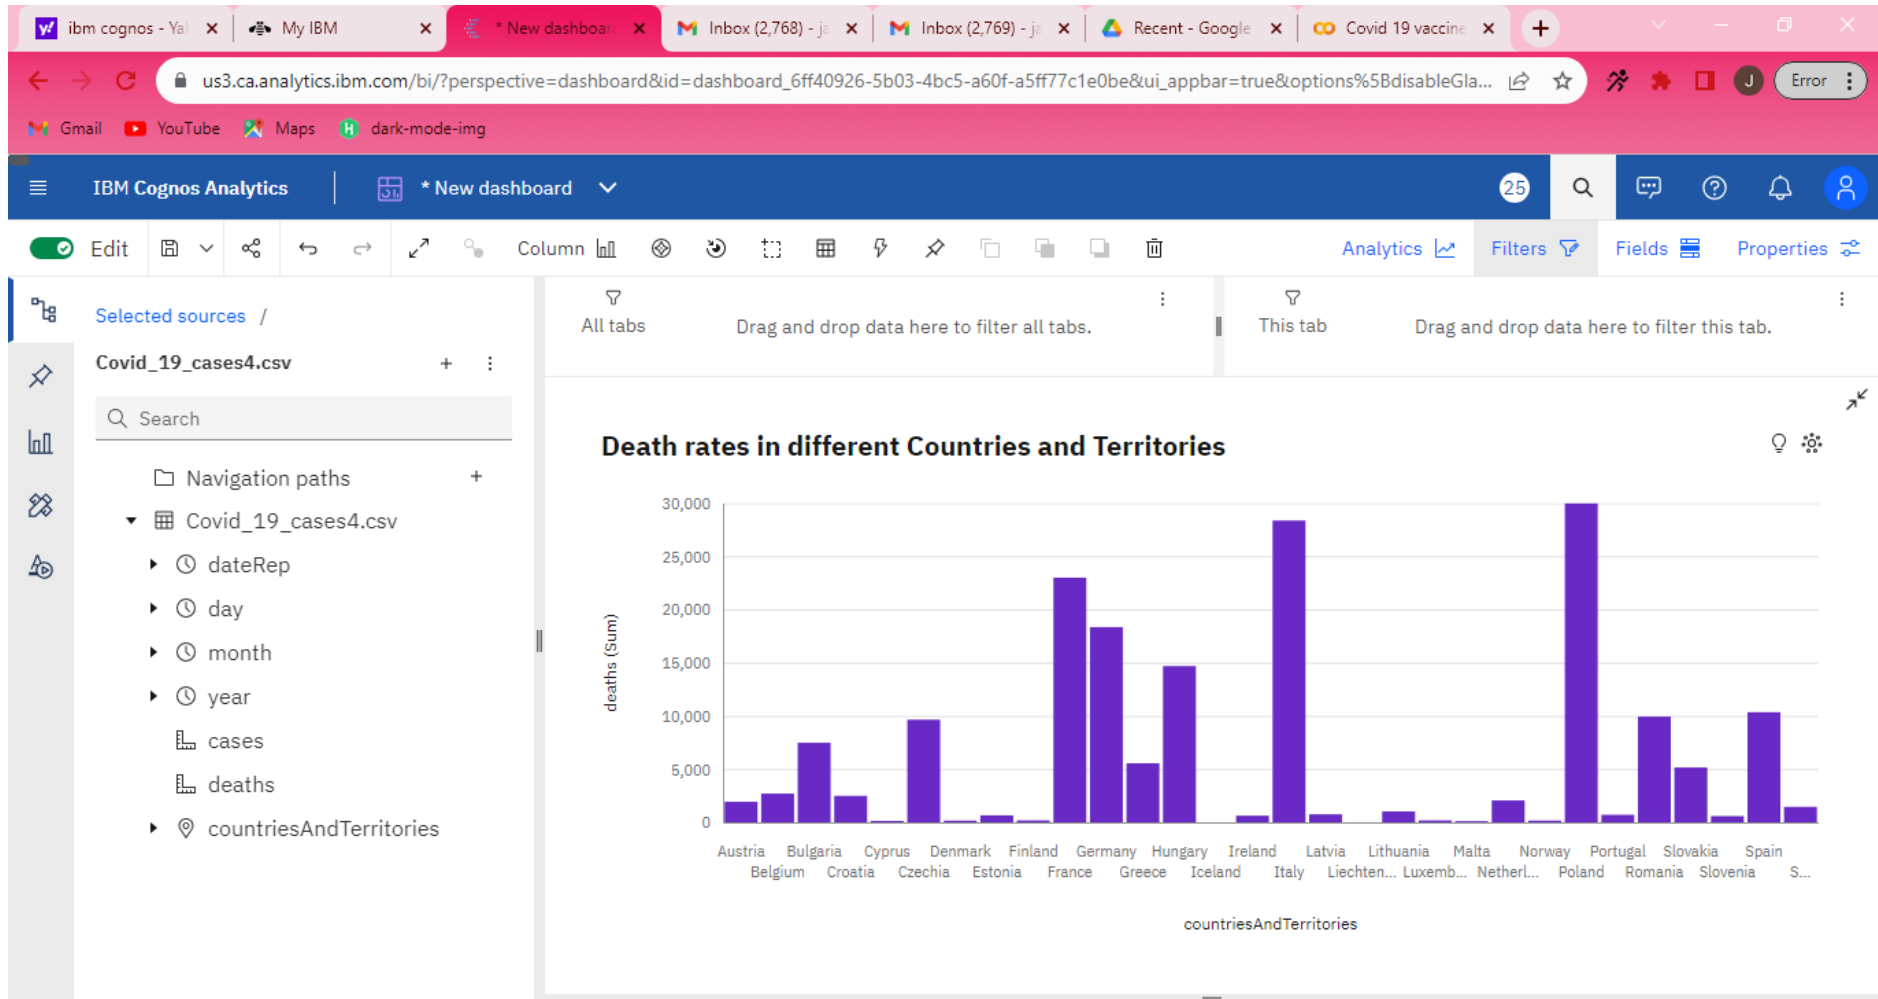 ibm cognos - Yah
My IBM
* New dashboard
Inbox (2,768) - ja
Inbox (2,769) - ja
Recent - Google
Covid 19 vaccine
us3.ca.analytics.ibm.com/bi/?perspective=dashboard&id=dashboard_6ff40926-5b03-4bc5-a60f-a5ff77c1e0be&ui_appbar=true&options%5BdisableGla...
J
Error
Gmail
YouTube
Maps
dark-mode-img
IBM Cognos Analytics
* New dashboard
25
Edit
Column
Analytics
Filters
Fields
Properties
Selected sources /
Covid_19_cases4.csv
Search
Navigation paths
Covid_19_cases4.csv
dateRep
day
month
year
cases
deaths
countriesAndTerritories
All tabs
Drag and drop data here to filter all tabs.
This tab
Drag and drop data here to filter this tab.
Death rates in different Countries and Territories
30,000
25,000
20,000
15,000
10,000
5,000
0
deaths (Sum)
Austria Bulgaria Cyprus Denmark Finland Germany Hungary Ireland Latvia Lithuania Malta Norway Portugal Slovakia Spain
Belgium Croatia Czechia Estonia France Greece Iceland Italy Liechten... Luxemb... Netherl... Poland Romania Slovenia S...
countriesAndTerritories